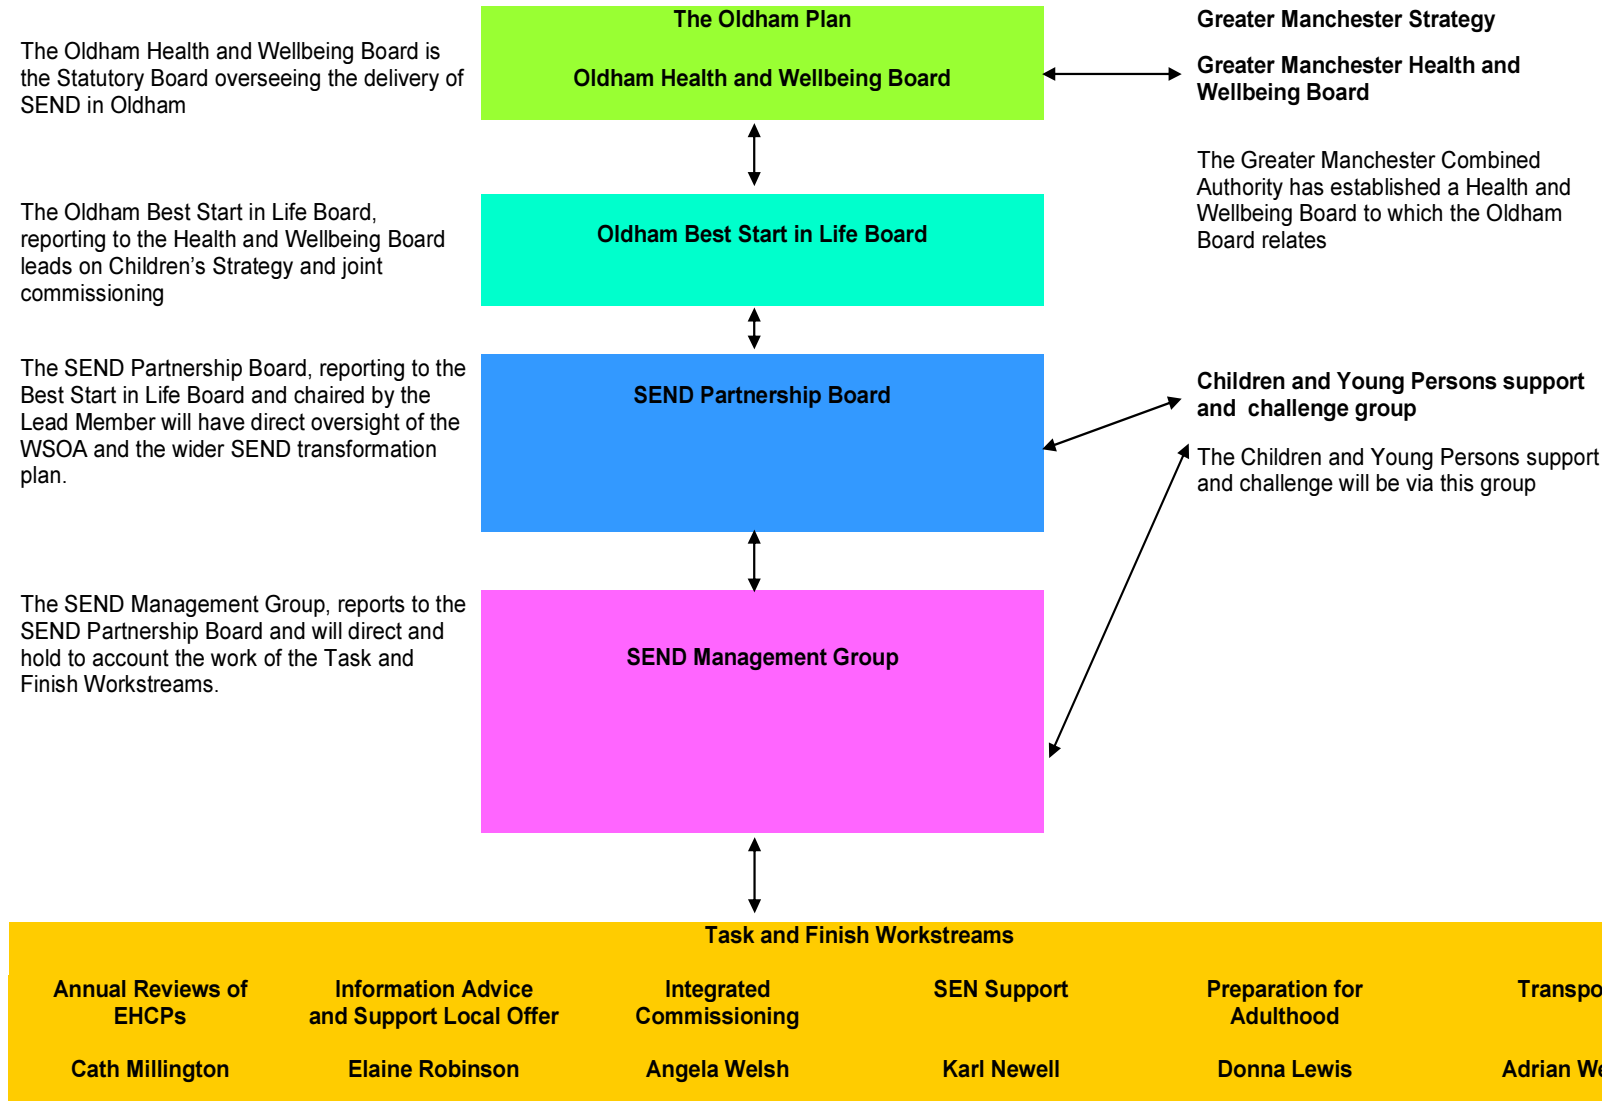 The Oldham Plan
Oldham Health and Wellbeing Board
Greater Manchester Strategy
Greater Manchester Health and
Wellbeing Board
The Oldham Health and Wellbeing Board is
the Statutory Board overseeing the delivery of
SEND in Oldham
The Greater Manchester Combined
Authority has established a Health and
Wellbeing Board to which the Oldham
Board relates
The Oldham Best Start in Life Board,
reporting to the Health and Wellbeing Board
leads on Children’s Strategy and joint
commissioning
Oldham Best Start in Life Board
The SEND Partnership Board, reporting to the
Best Start in Life Board and chaired by the
Lead Member will have direct oversight of the
WSOA and the wider SEND transformation
plan.
SEND Partnership Board
Children and Young Persons support
and challenge group
The Children and Young Persons support
and challenge will be via this group
The SEND Management Group, reports to the
SEND Partnership Board and will direct and
hold to account the work of the Task and
Finish Workstreams.
SEND Management Group
Task and Finish Workstreams
Annual Reviews of
EHCPs
Cath Millington
Information Advice
and Support Local Offer
Elaine Robinson
Integrated
Commissioning
Angela Welsh
SEN Support
Karl Newell
Preparation for
Adulthood
Donna Lewis
Adrian